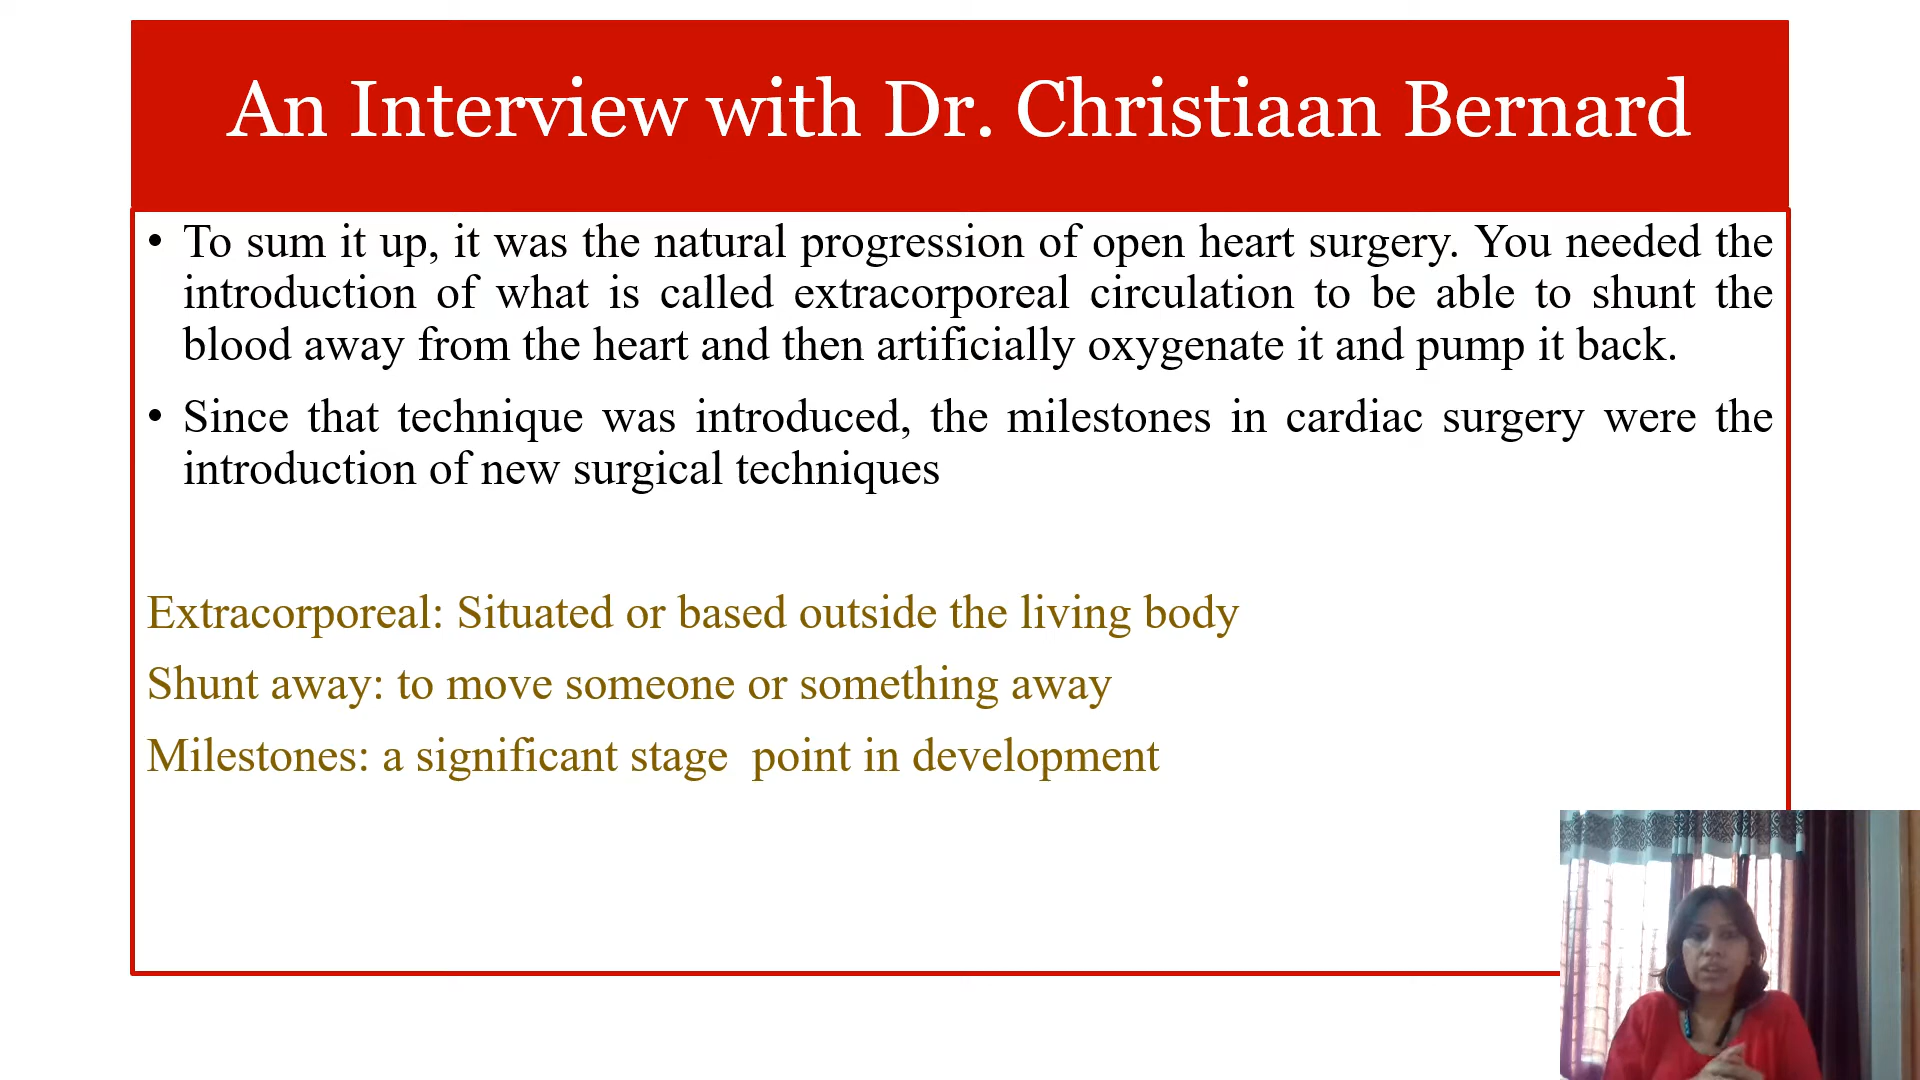 An Interview with Dr. Christiaan Bernard
• To sum it up, it was the natural progression of open heart surgery. You needed the
introduction of what is called extracorporeal circulation to be able to shunt the
blood away from the heart and then artificially oxygenate it and pump it back.
• Since that technique was introduced, the milestones in cardiac surgery were the
introduction of new surgical techniques
Extracorporeal: Situated or based outside the living body
Shunt away: to move someone or something away
Milestones: a significant stage  point in development